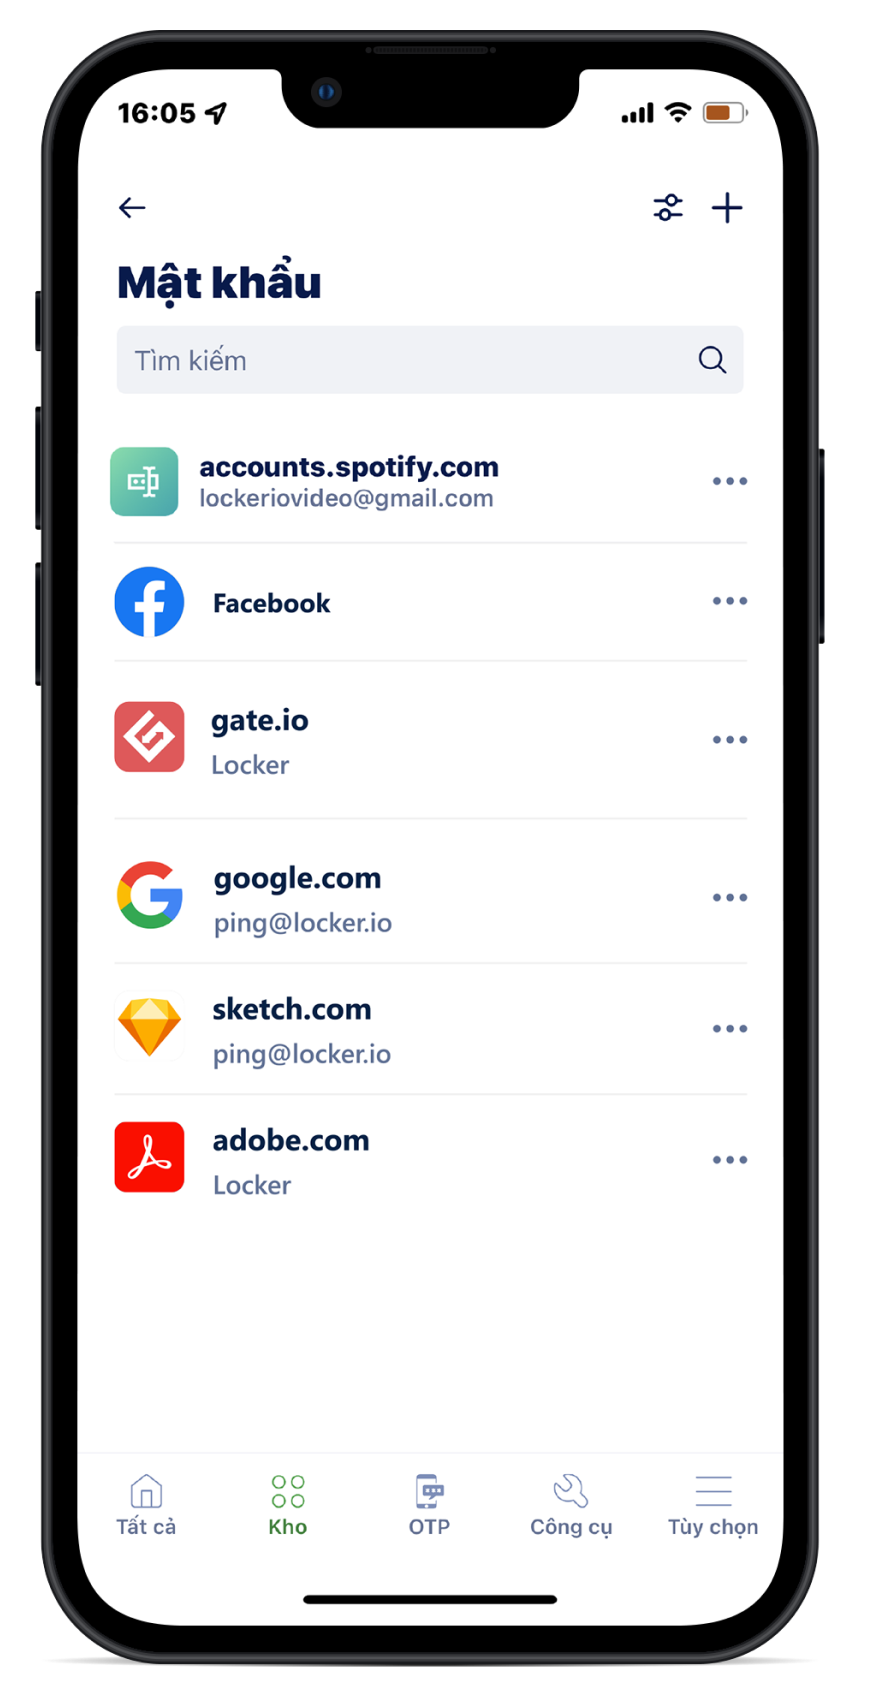 16:05
Mật khẩu
Tìm kiếm
accounts.spotify.com
lockeriovideo@gmail.com
Facebook
gate.io
Locker
google.com
ping@locker.io
sketch.com
ping@locker.io
adobe.com
Locker
Tất cả
Kho
OTP
Công cụ
Tùy chọn